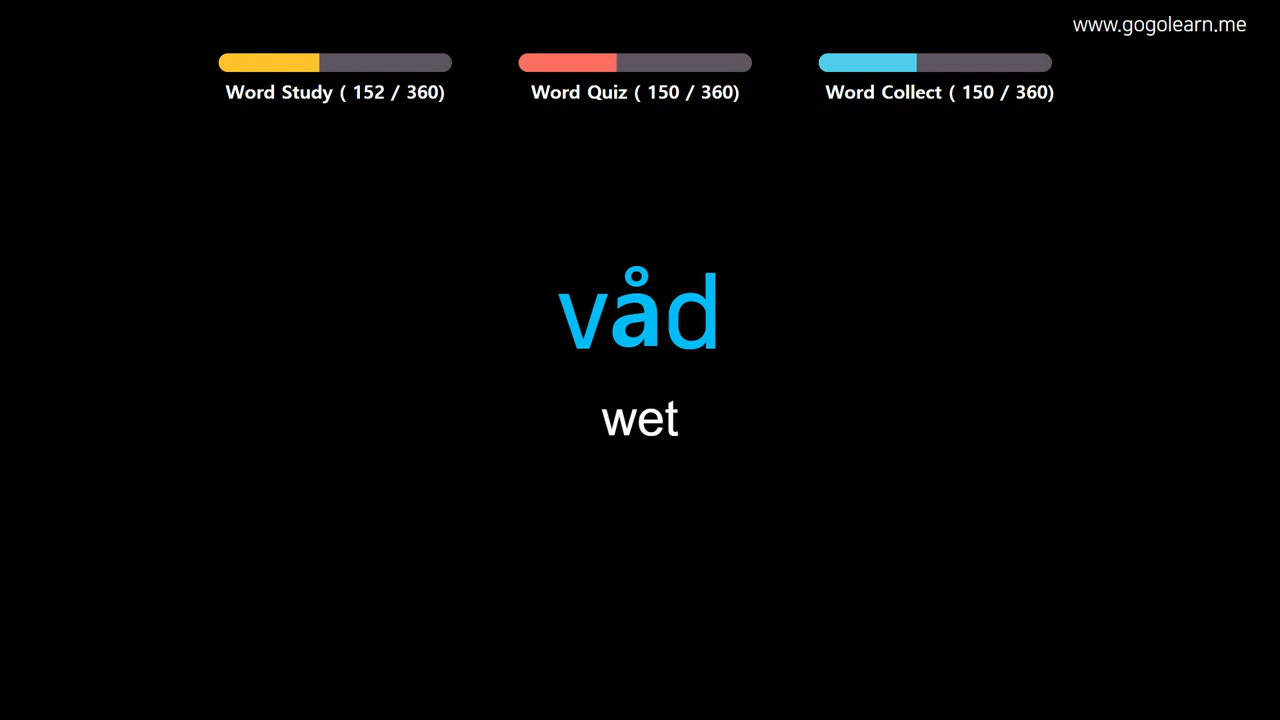 www.gogolearn.me
Word Study ( 152 / 360)
Word Quiz ( 150 / 360)
Word Collect ( 150 / 360)
våd
wet